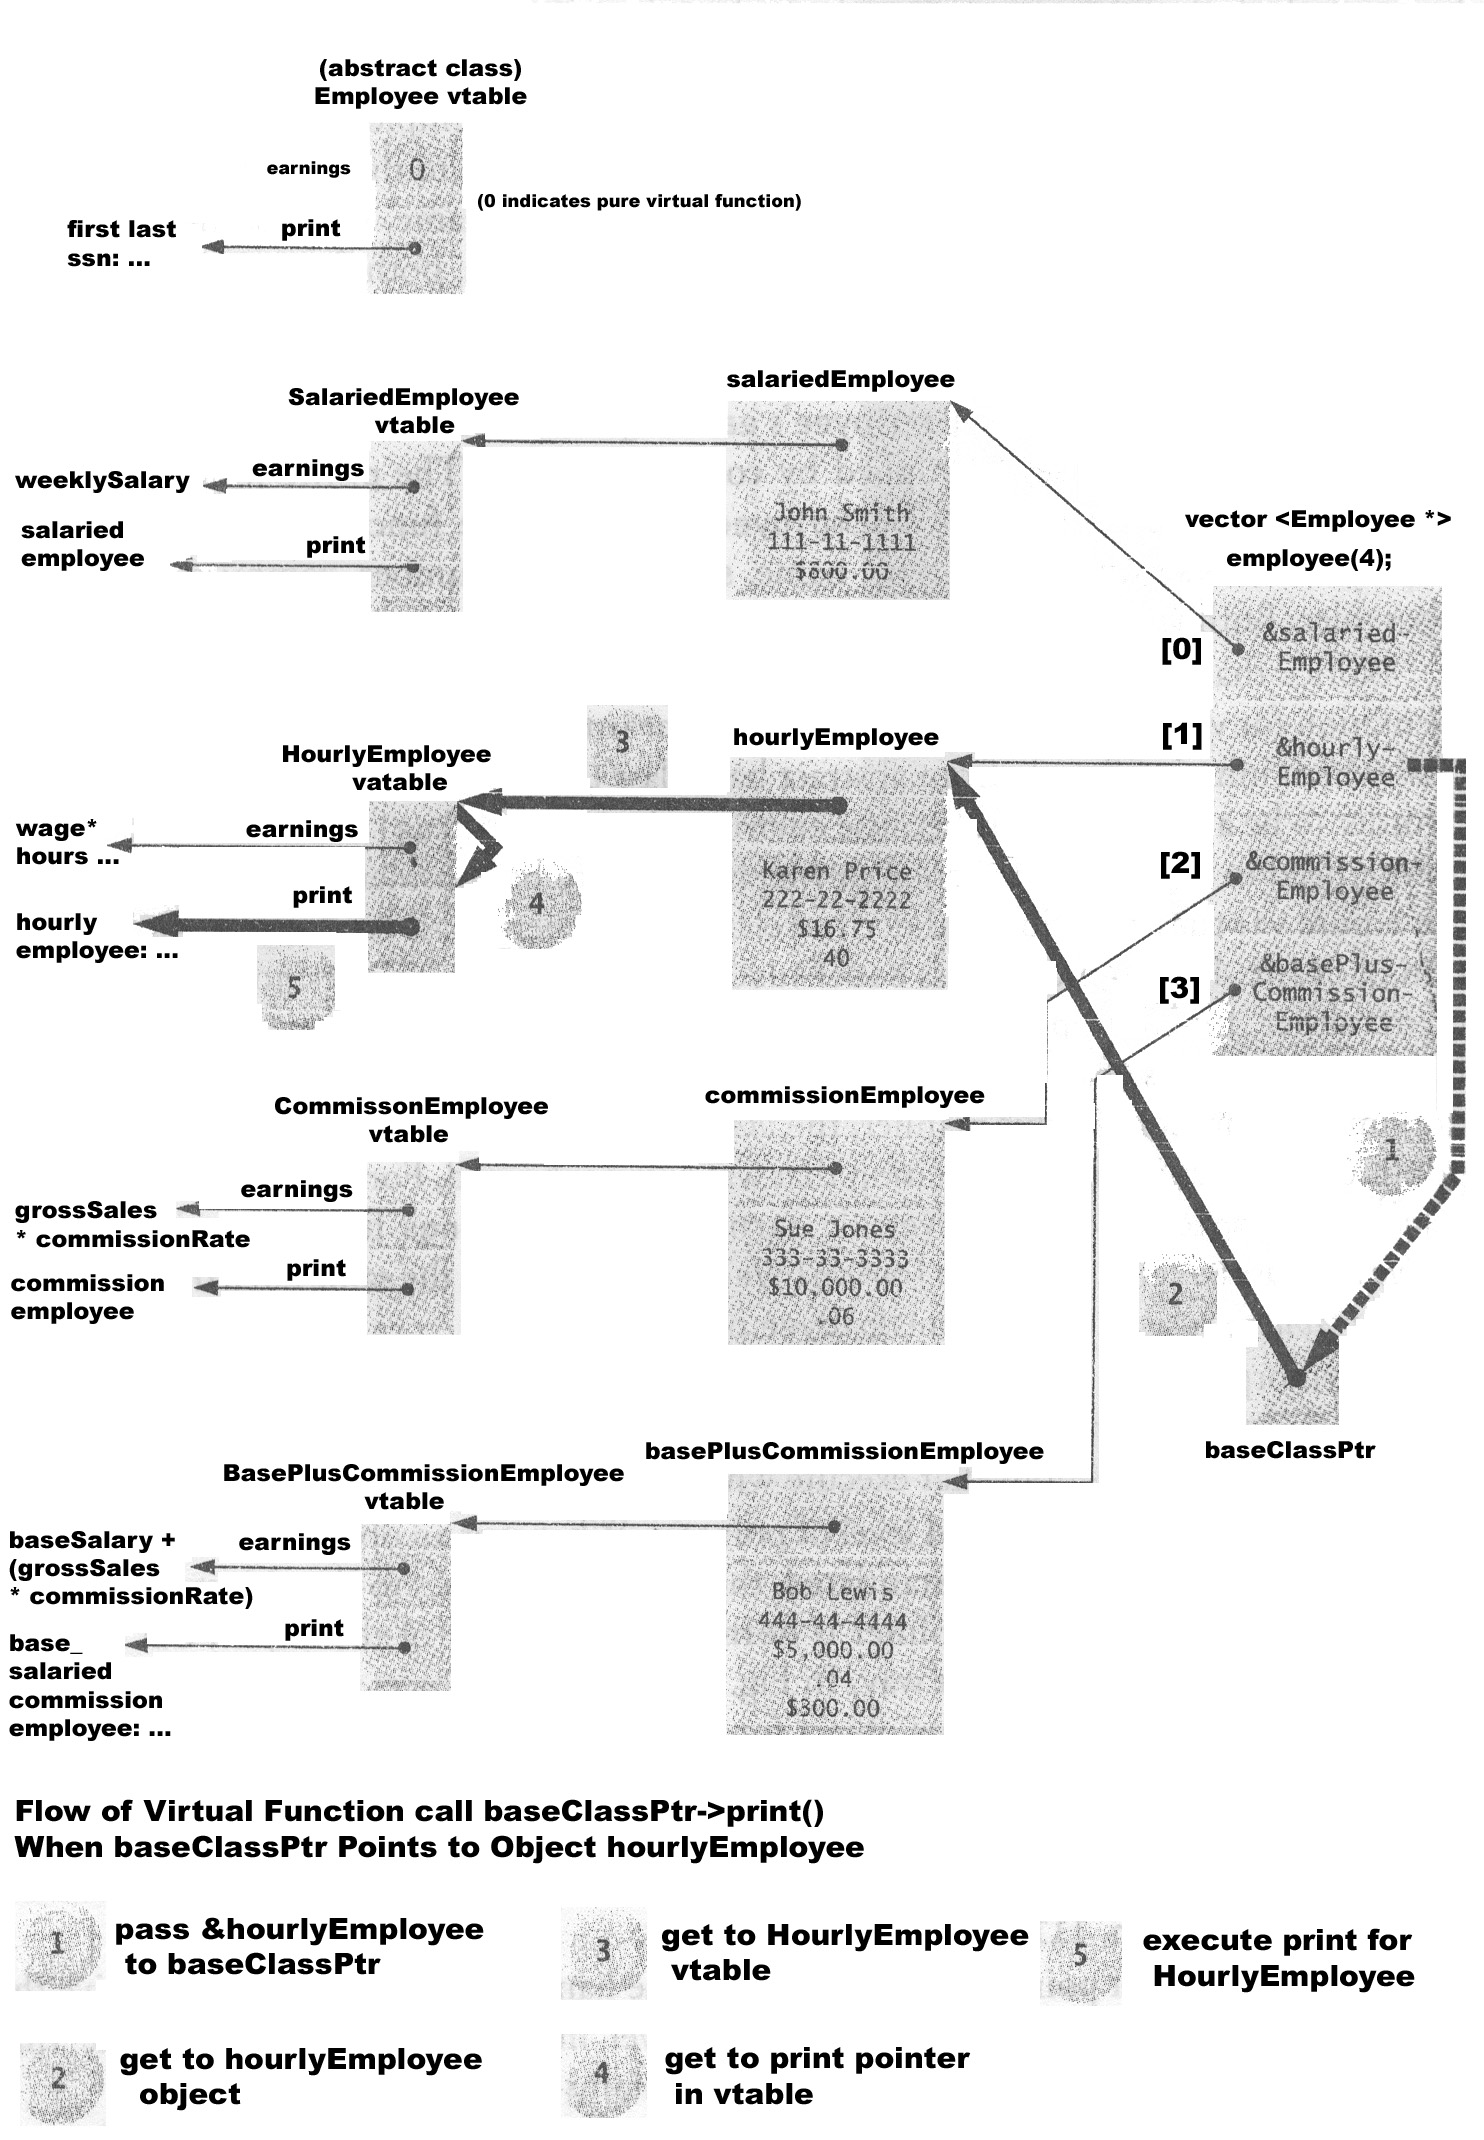 (abstract class)
Employee vtable
earnings
0
(0 indicates pure virtual function)
first last
ssn: ...
print
SalariedEmployee
vtable
earnings
weeklySalary
salaried
employee
print
salariedEmployee
John Smith
111-11-1111
$800.00
vector <Employee *>
employee(4);
[0]
&salaried-
Employee
[1]
&hourly-
Employee
[2]
&commission-
Employee
[3]
&basePlus-
Commission-
Employee
HourlyEmployee
vatable
earnings
wage*
hours ...
print
hourly
employee: ...
3
4
5
hourlyEmployee
Karen Price
222-22-2222
$16.75
40
CommissonEmployee
vtable
earnings
grossSales
* commissionRate
print
commission
employee
commissionEmployee
Sue Jones
333-33-3333
$10,000.00
.06
1
2
baseClassPtr
BasePlusCommissionEmployee
vtable
earnings
baseSalary +
(grossSales
* commissionRate)
print
base_
salaried
commission
employee: ...
basePlusCommissionEmployee
Bob Lewis
444-44-4444
$5,000.00
.04
$300.00
Flow of Virtual Function call baseClassPtr->print()
When baseClassPtr Points to Object hourlyEmployee
1
pass &hourlyEmployee
to baseClassPtr
2
get to hourlyEmployee
object
3
get to HourlyEmployee
vtable
4
get to print pointer
in vtable
5
execute print for
HourlyEmployee